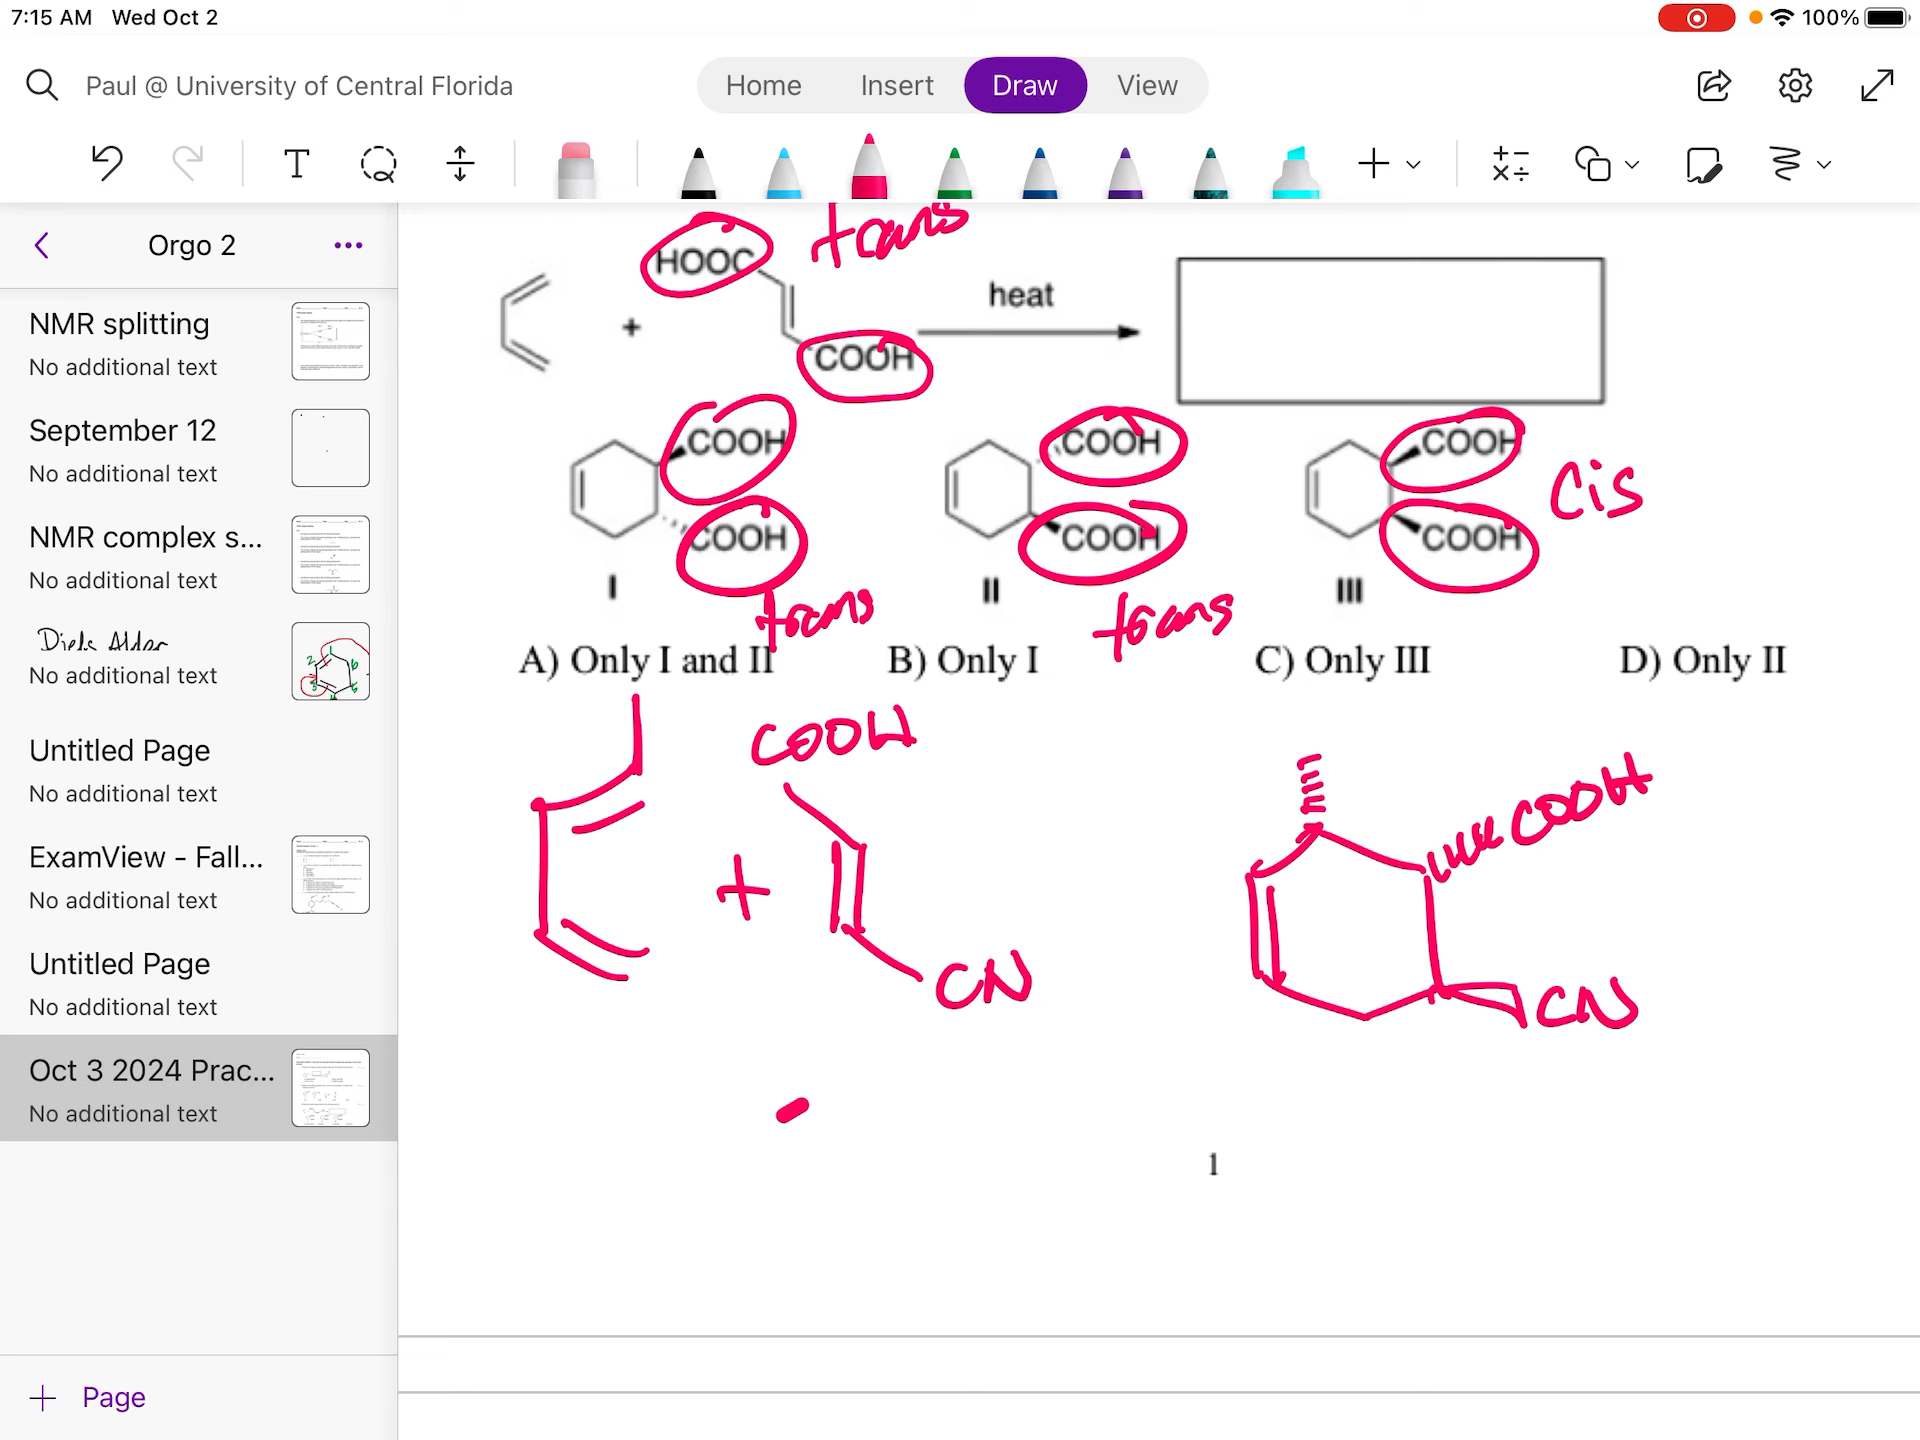 7:15 AM Wed Oct 2
100%
Paul @ University of Central Florida
Home Insert Draw View
T
Orgo 2
NMR splitting
No additional text
September 12
No additional text
NMR complex s...
No additional text
Diels Alder
No additional text
Untitled Page
No additional text
ExamView - Fall...
No additional text
Untitled Page
No additional text
Oct 3 2024 Prac...
No additional text
+ Page
trans
HOOC
+
COOH
heat
COOH COOH COOH
cis
COOH COOH COOH
I II III
trans trans
A) Only I and II B) Only I C) Only III D) Only II
COOH
COOH
+
CN
CN
1